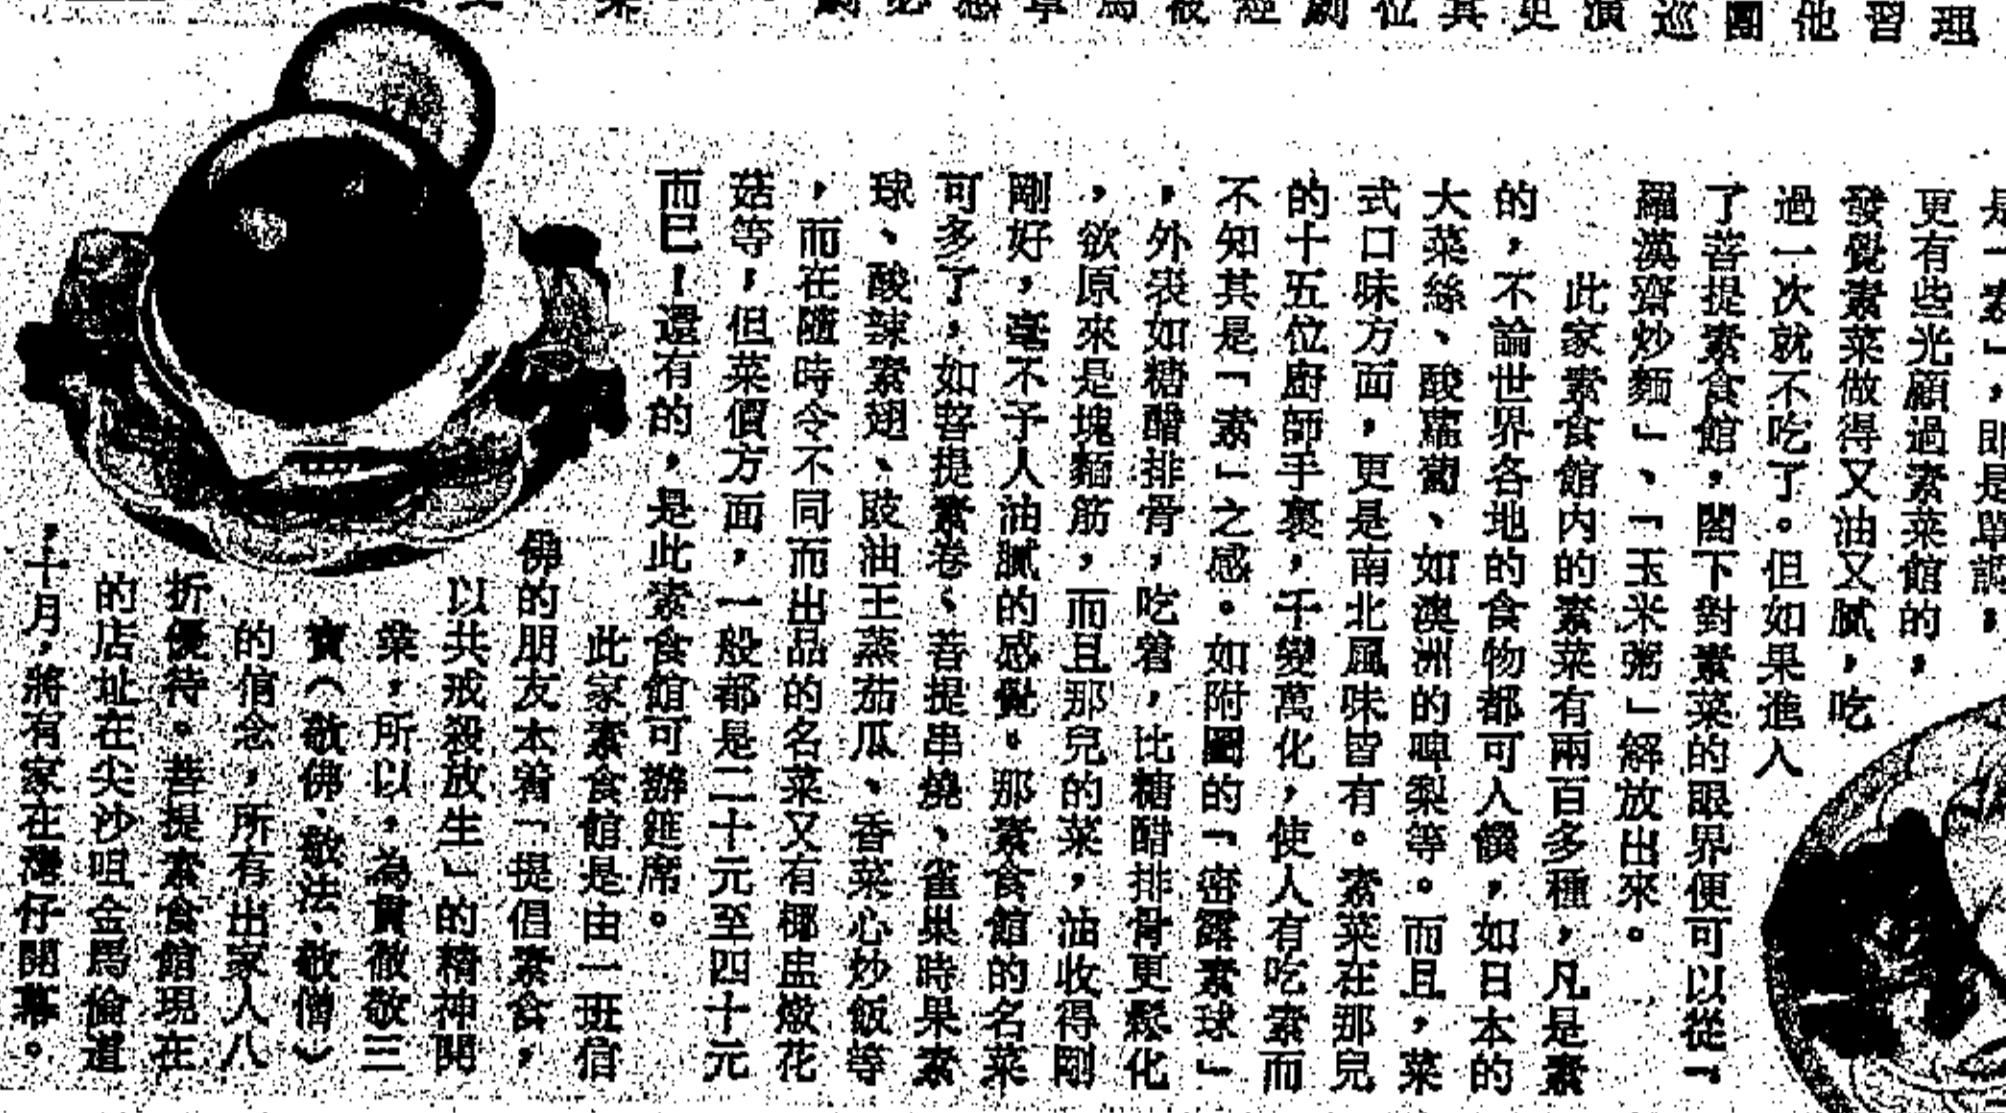 是一素」，即是單調，
更有些光顧過素菜館的，
發覺素菜做得又油又膩，吃
過一次就不吃了。但如果進入
了菩提素食館，閣下對素菜的眼界便可以從「
羅漢齋炒麵」、「玉米粥」解放出來。
此家素食館内的素菜有兩百多種，凡是素
的，不論世界各地的食物都可入饌，如日本的
大菜絲、酸蘿蔔、如澳洲的啤梨等。而且，菜
式口味方面，更是南北風味皆有。素菜在那兒
的十五位廚師手裏，千變萬化，使人有吃素而
不知其是「素」之感。如附圖的「密露素球」
，外表如糖醋排骨，吃着，比糖醋排骨更鬆化
，欲原來是塊麵筋，而且那兒的菜，油收得剛
剛好，毫不予人油膩的感覺。那素食館的名菜
可多了，如菩提素卷、菩提串燒、雀巢時果素
球、酸辣素翅、豉油王蒸茄瓜、香菜心炒飯等
，而在隨時令不同而出品的名菜又有椰盅燉花
菇等，但菜價方面，一般都是二十元至四十元
而已！還有的，是此素食館可辦筵席。
此家素食館是由一班信
佛的朋友本着「提倡素食，
以共戒殺放生」的精神開
業，所以，為貫徹敬三
寶（敬佛、敬法、敬僧）
的信念，所有出家人八
折優待。菩提素食館現在
的店址在尖沙咀金馬倫道
，十月，將有家在灣仔開幕。